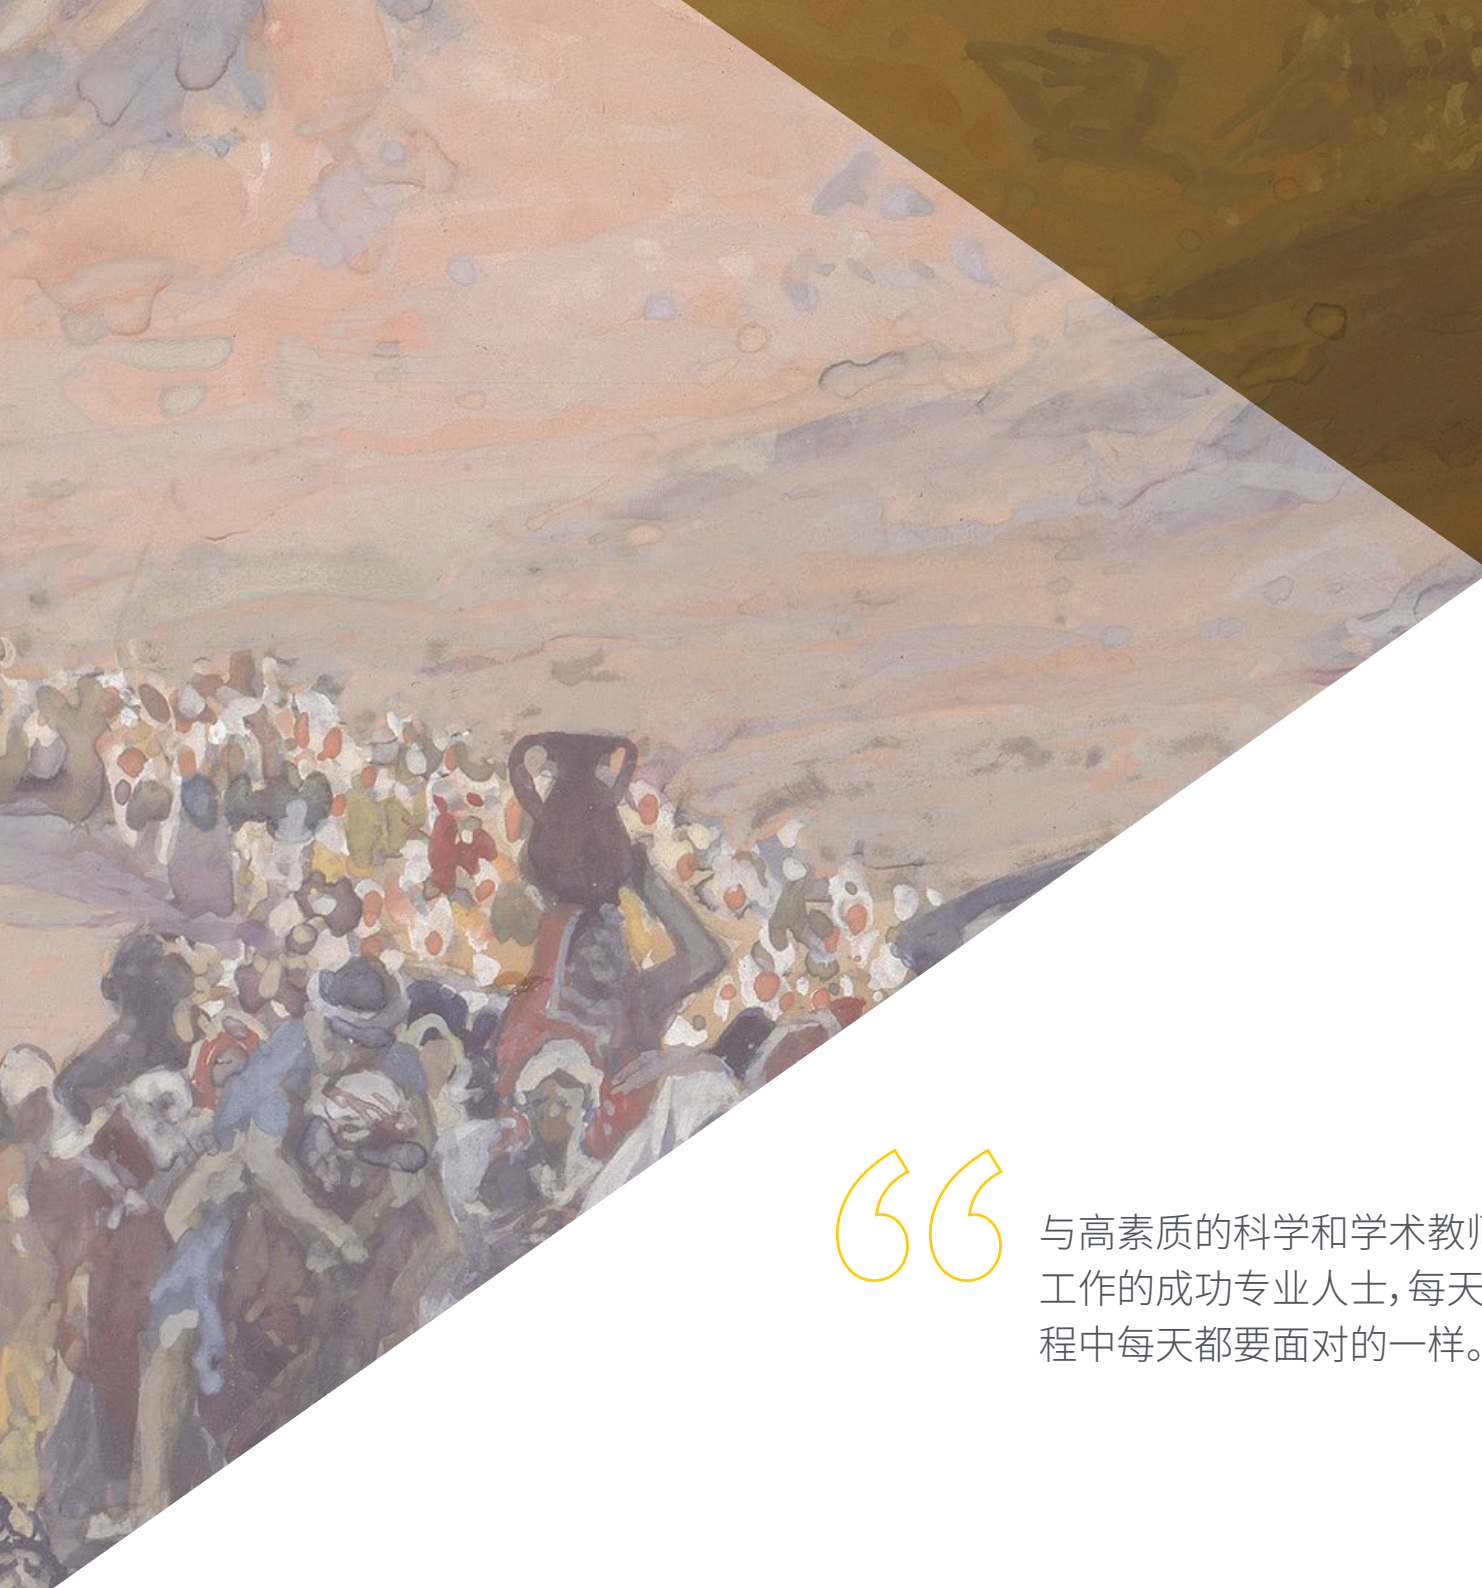 与高素质的科学和学术教师
工作的成功专业人士，每天
程中每天都要面对的一样。